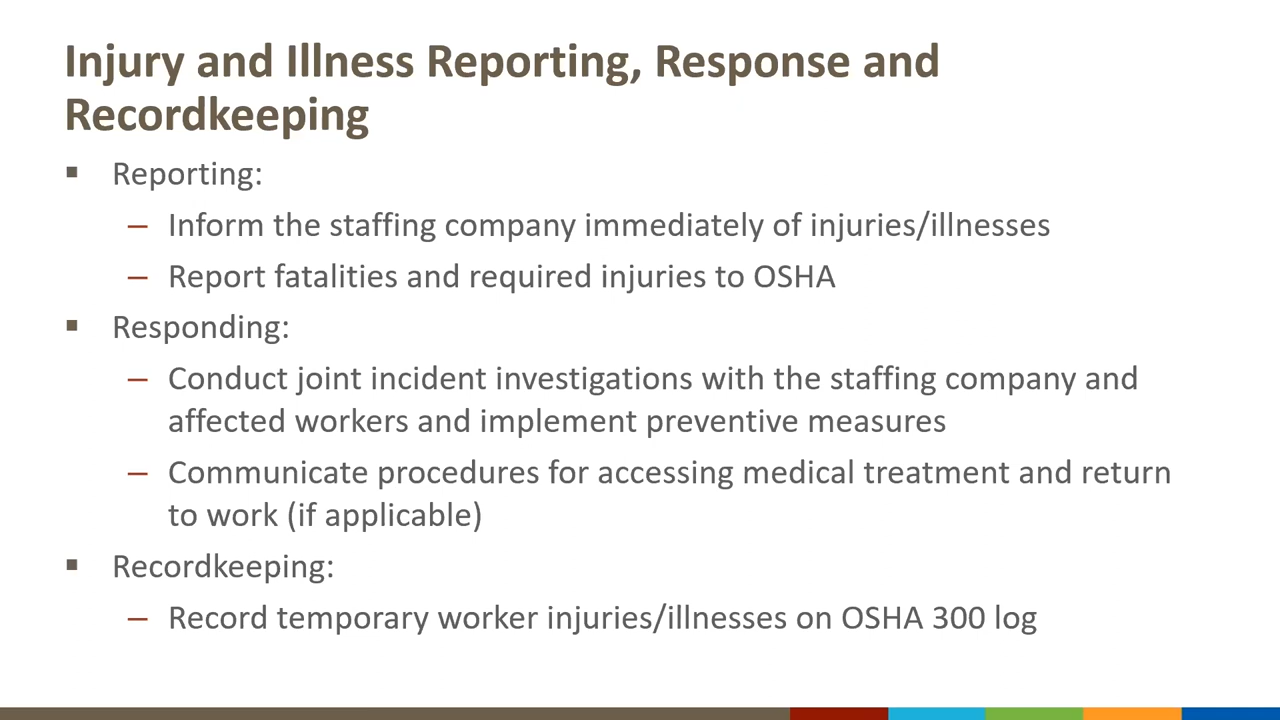 Injury and Illness Reporting, Response and
Recordkeeping
▪ Reporting:
– Inform the staffing company immediately of injuries/illnesses
– Report fatalities and required injuries to OSHA
▪ Responding:
– Conduct joint incident investigations with the staffing company and
affected workers and implement preventive measures
– Communicate procedures for accessing medical treatment and return
to work (if applicable)
▪ Recordkeeping:
– Record temporary worker injuries/illnesses on OSHA 300 log